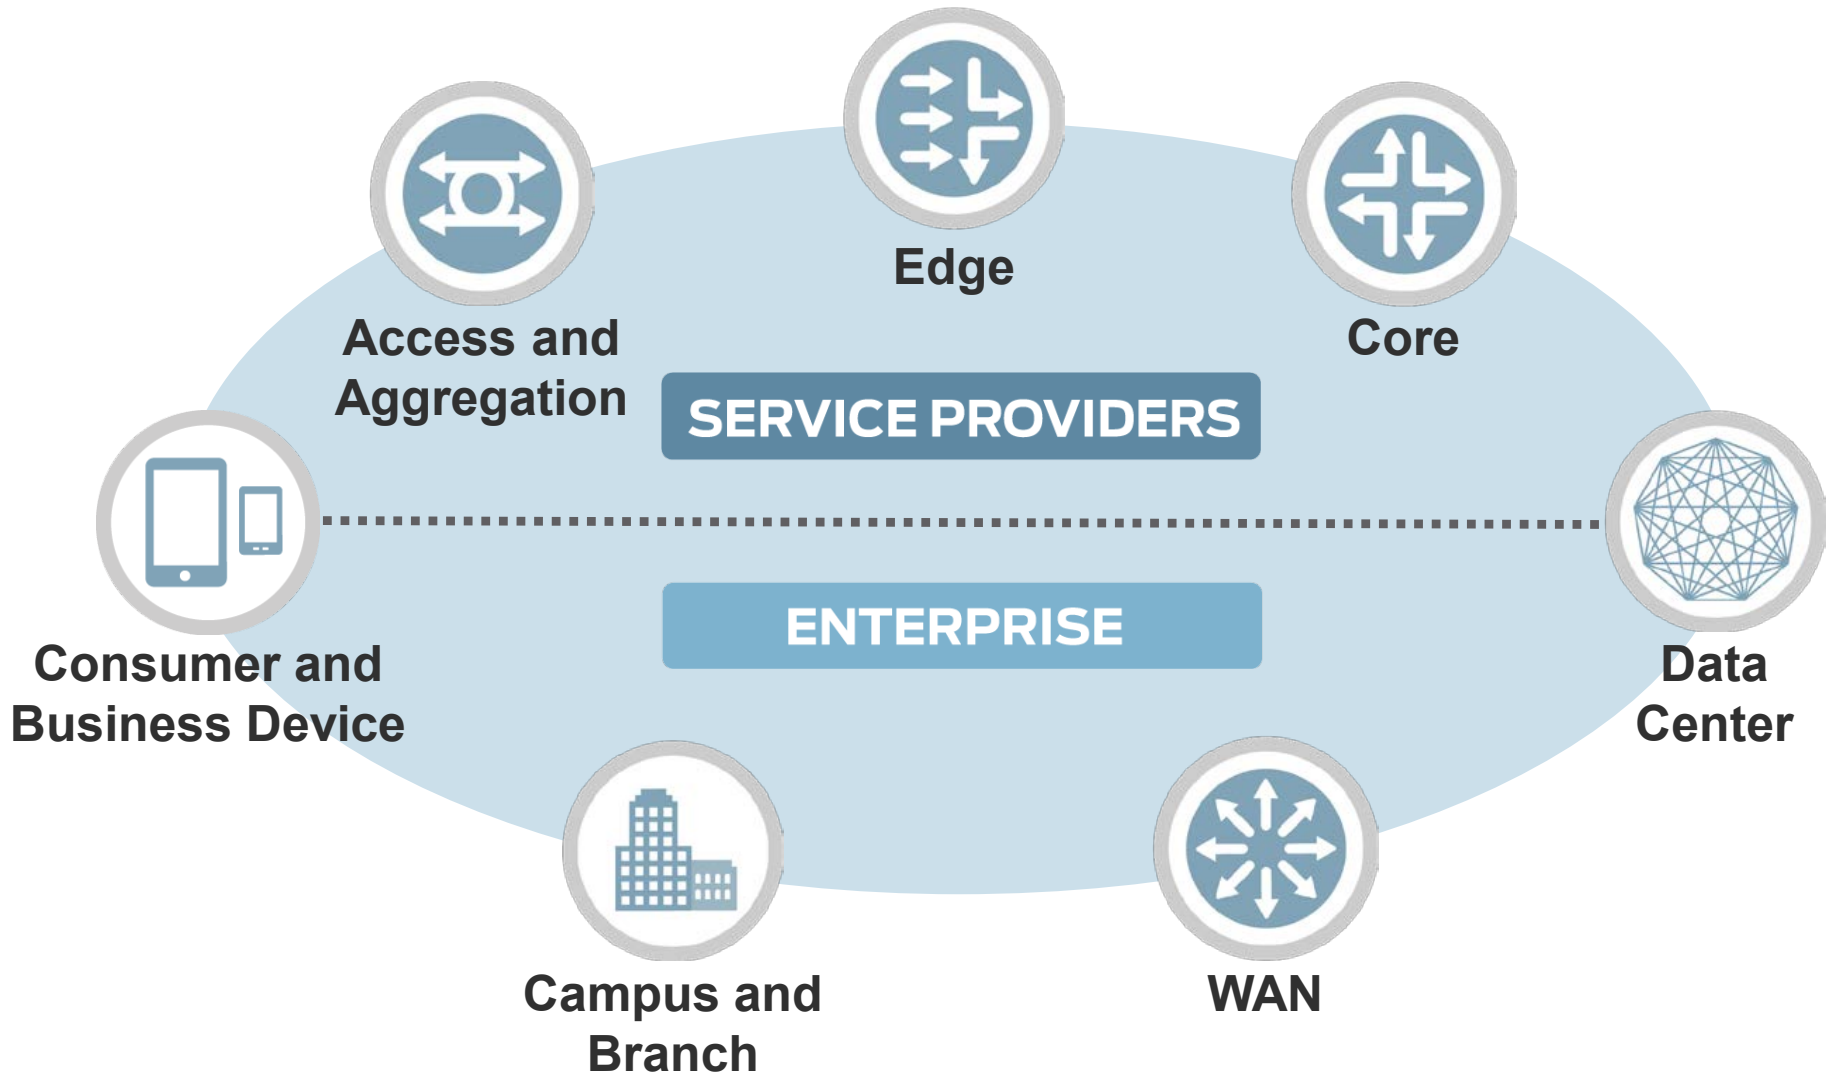 Edge
Access and
Aggregation
Core
SERVICE PROVIDERS
ENTERPRISE
Consumer and
Business Device
Data
Center
Campus and
Branch
WAN